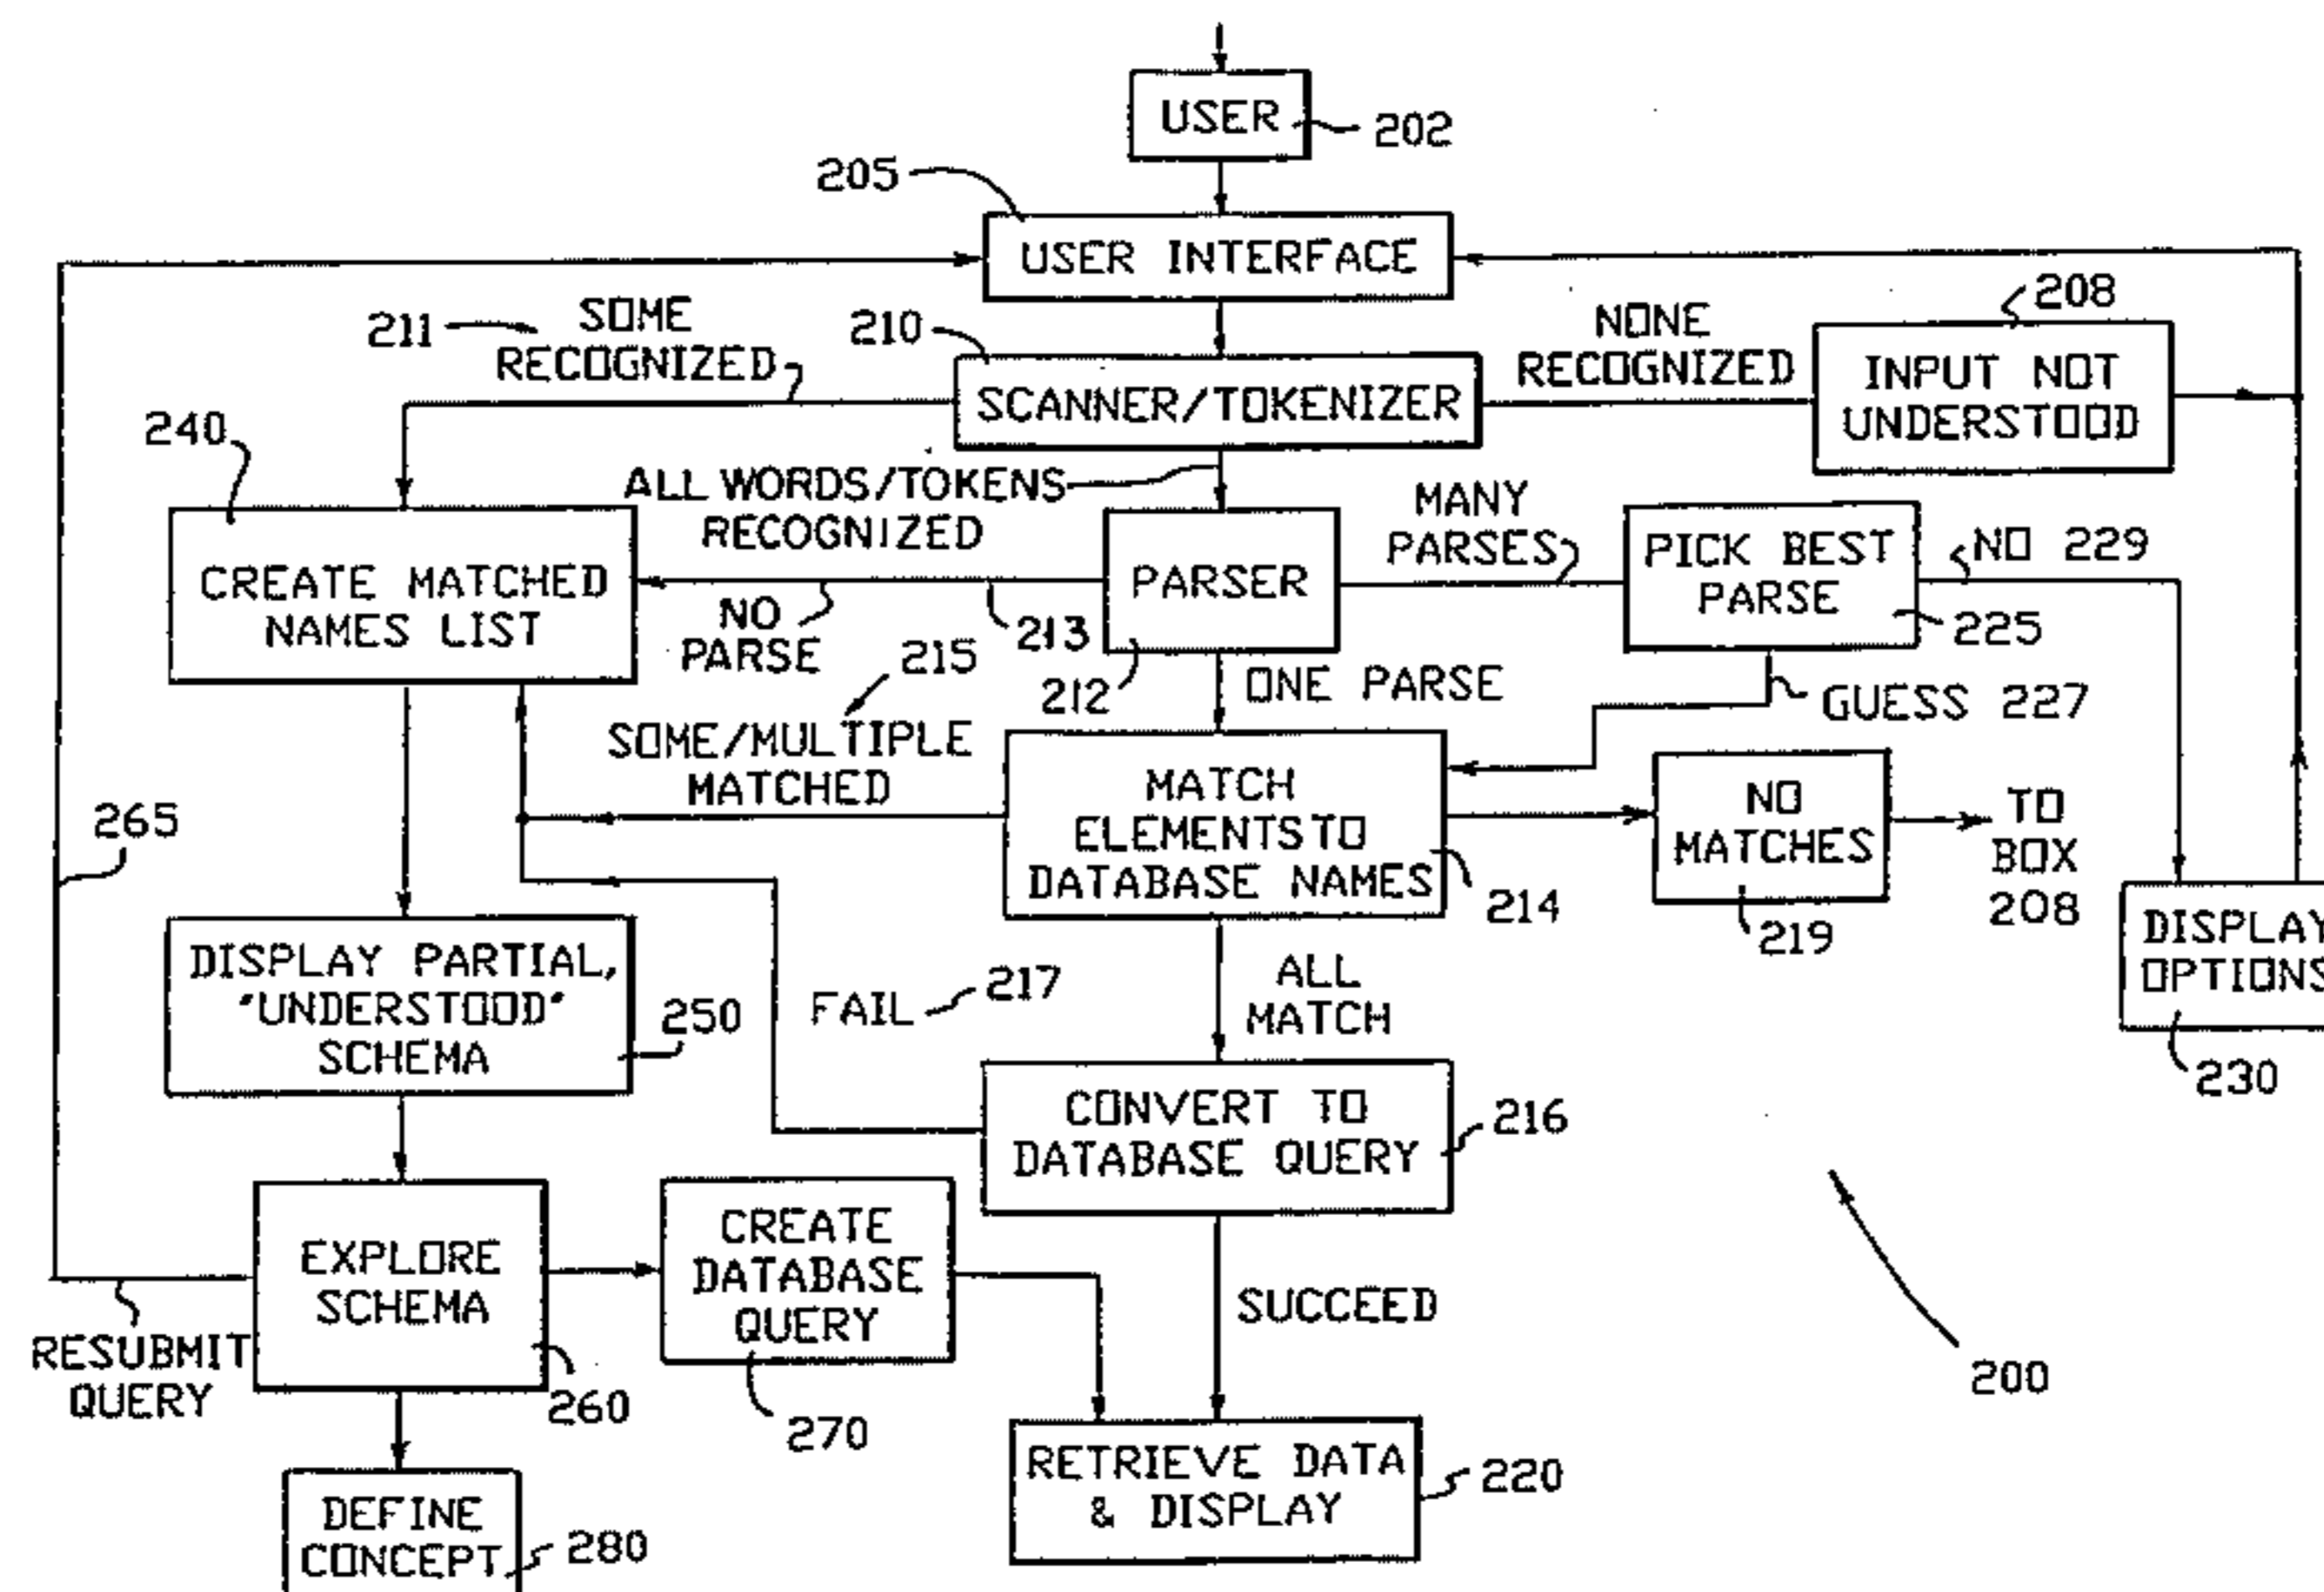 USER
202
205
USER INTERFACE
208
211
SOME
RECOGNIZED
210
NONE
RECOGNIZED
SCANNER/TOKENIZER
INPUT NOT
UNDERSTOOD
240
ALL WORDS/TOKENS
RECOGNIZED
MANY
PARSES
CREATE MATCHED
NAMES LIST
PARSER
PICK BEST
PARSE
NO 229
225
NO
PARSE
213
215
212
ONE PARSE
GUESS 227
SOME/MULTIPLE
MATCHED
MATCH
ELEMENTS TO
DATABASE NAMES
214
NO
MATCHES
219
TO
BOX
208
265
DISPLAY
OPTIONS
230
DISPLAY PARTIAL,
"UNDERSTOOD"
SCHEMA
250
FAIL
217
ALL
MATCH
CONVERT TO
DATABASE QUERY
216
EXPLORE
SCHEMA
260
CREATE
DATABASE
QUERY
270
SUCCEED
RESUBMIT
QUERY
200
RETRIEVE DATA
& DISPLAY
220
DEFINE
CONCEPT
280